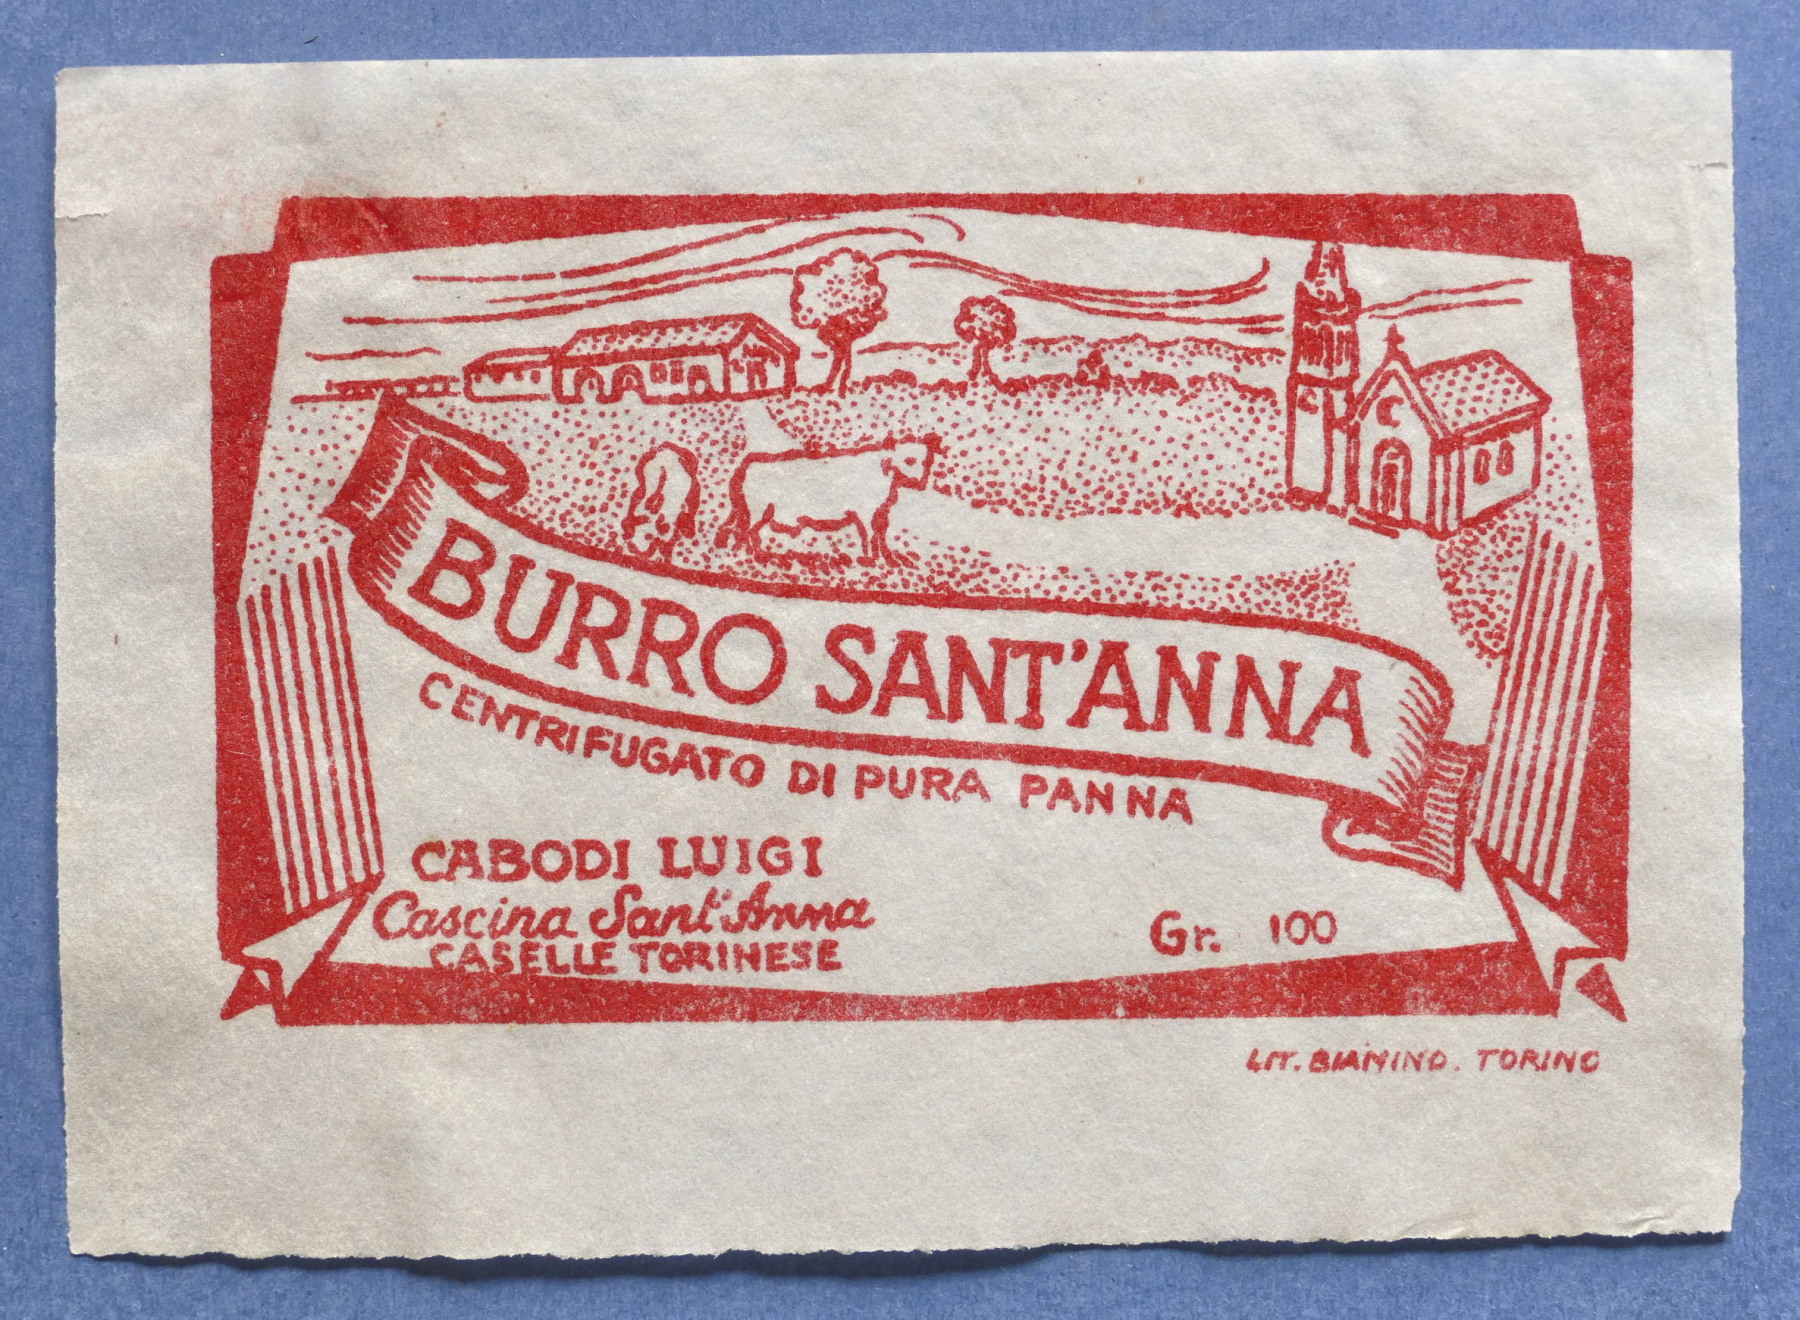 BURRO SANT'ANNA
CENTRIFUGATO DI PURA PANNA
CABODI LUIGI
Cascina Sant'Anna
CASELLE TORINESE
Gr. 100
LIT. BIANINO. TORINO